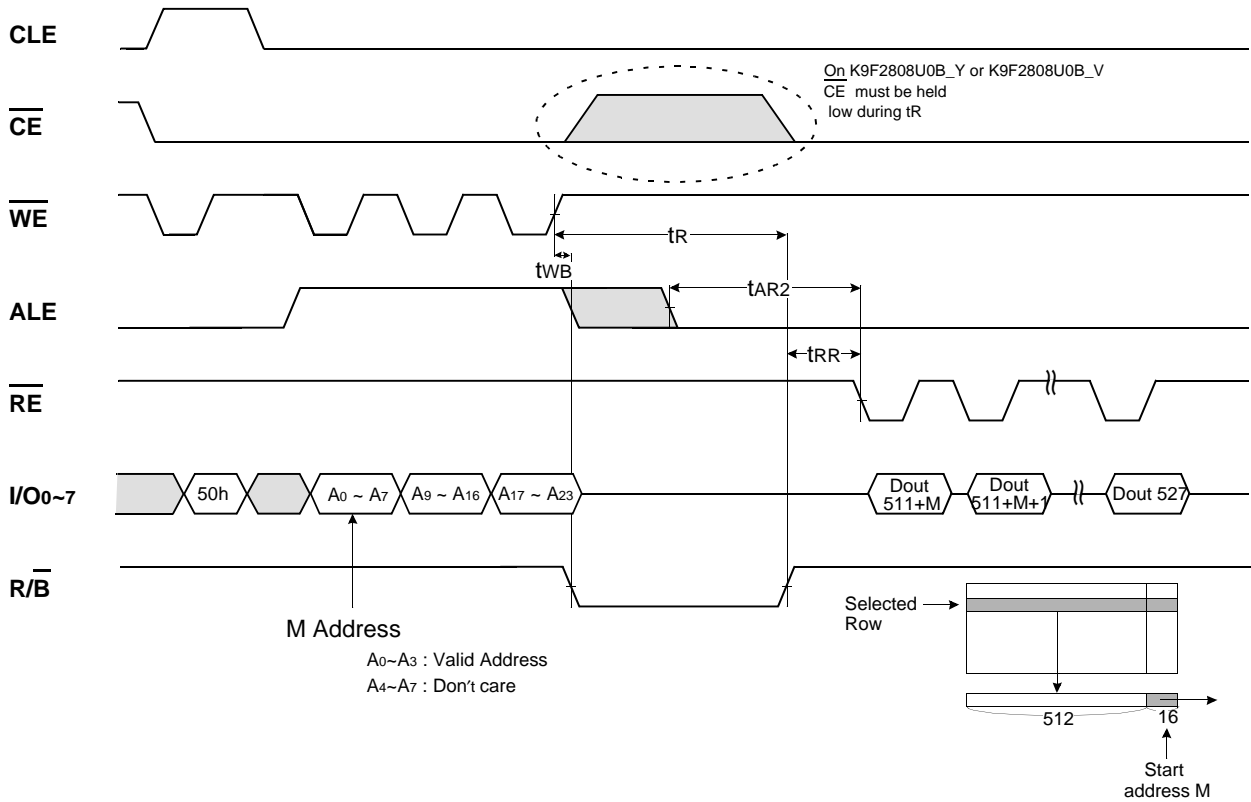 CLE
On K9F2808U0B_Y or K9F2808U0B_V
CE must be held
low during tR
CE
WE
tR
tWB
tAR2
ALE
tRR
RE
I/O0~7
50h
A0 ~ A7
A9 ~ A16
A17 ~ A23
Dout
511+M
Dout
511+M+1
Dout 527
R/B
Selected
Row
M Address
A0~A3 : Valid Address
A4~A7 : Don't care
512
16
Start
address M